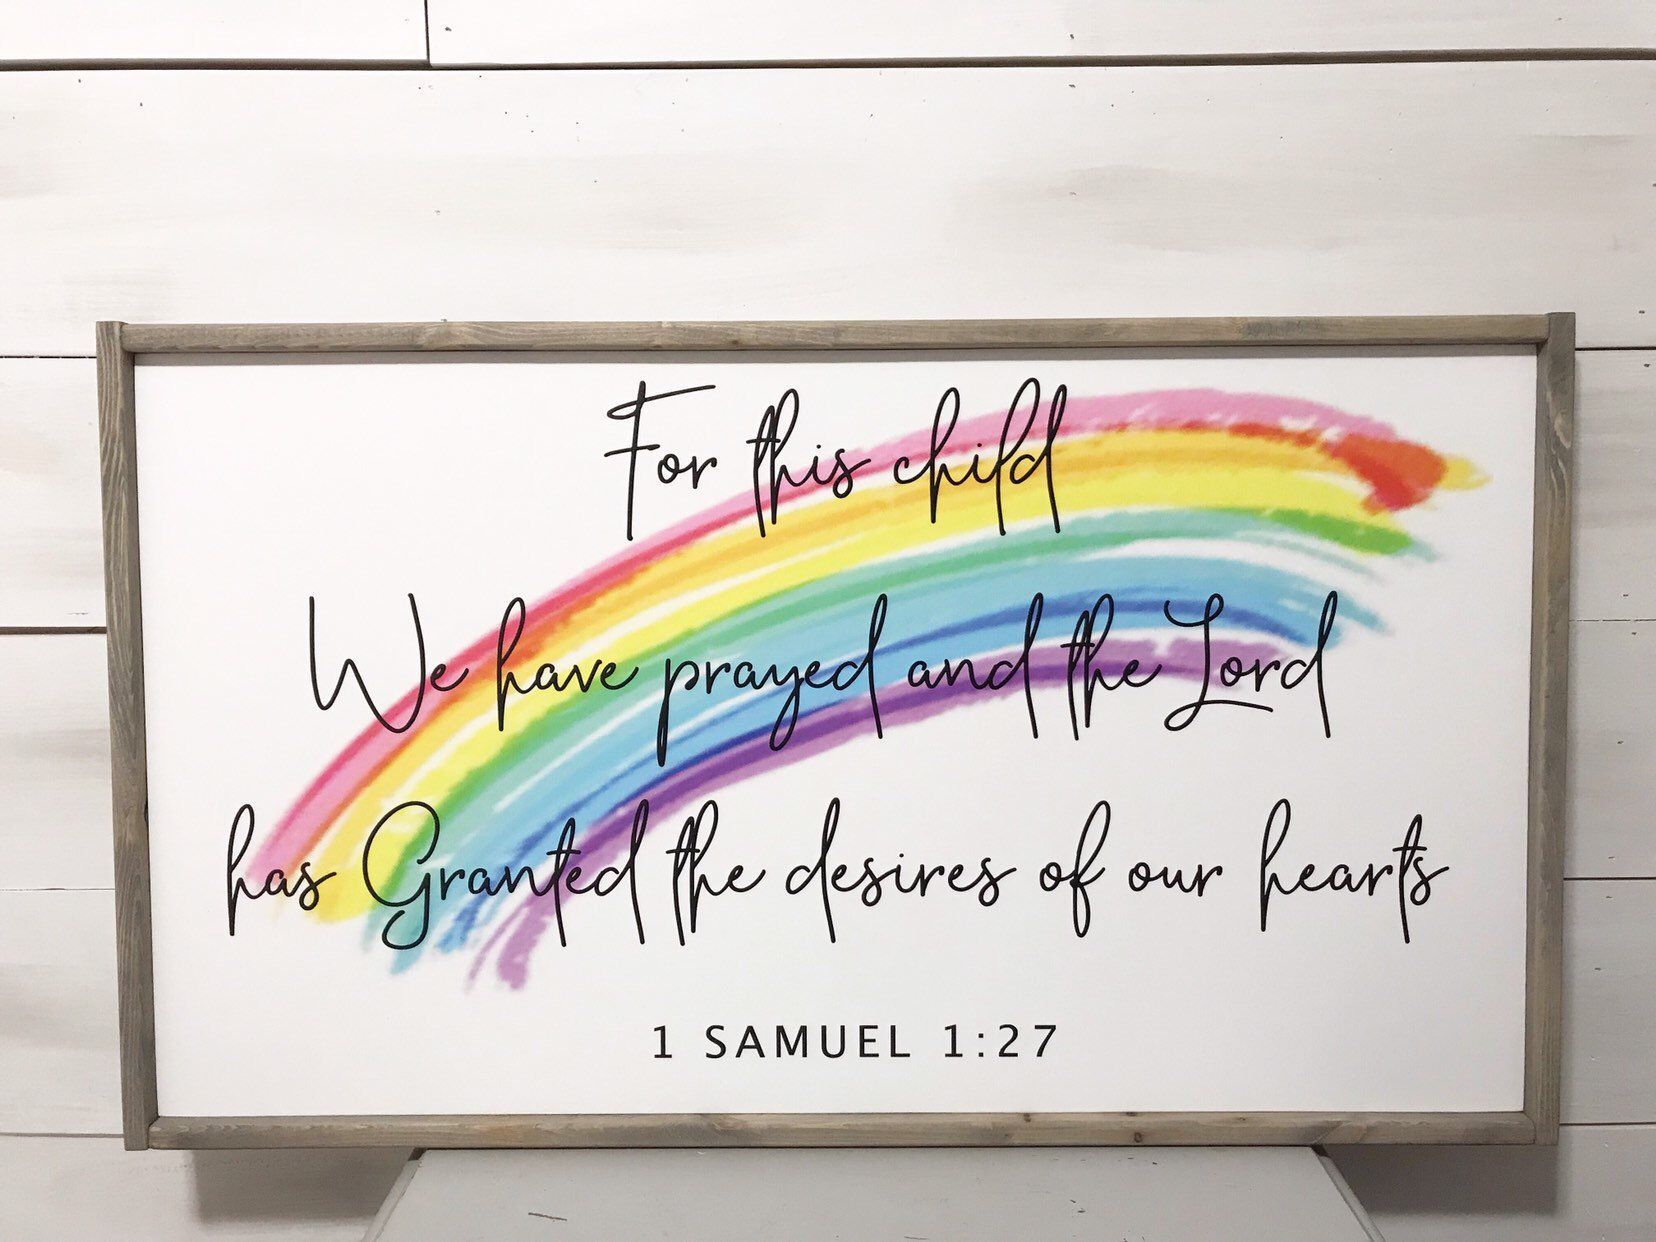 For this child
We have prayed and the Lord
has Granted the desires of our hearts
1 SAMUEL 1:27